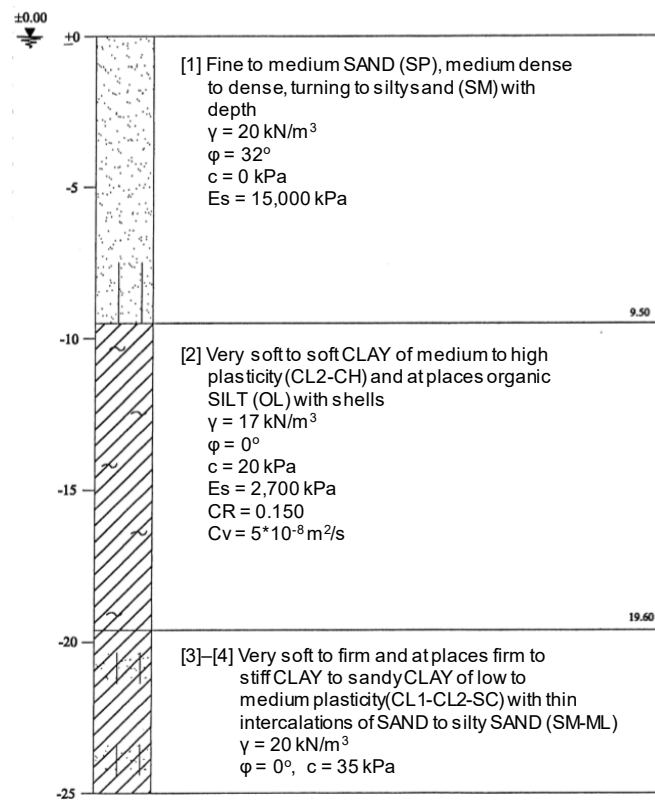 ±0.00
±0
[1] Fine to medium SAND (SP), medium dense
to dense, turning to silty sand (SM) with
depth
γ = 20 kN/m³
φ = 32°
c = 0 kPa
Es = 15,000 kPa
-5
9.50
-10
[2] Very soft to soft CLAY of medium to high
plasticity (CL2-CH) and at places organic
SILT (OL) with shells
γ = 17 kN/m³
φ = 0°
c = 20 kPa
Es = 2,700 kPa
CR = 0.150
Cv = 5*10⁻⁸ m²/s
-15
19.60
-20
[3]–[4] Very soft to firm and at places firm to
stiff CLAY to sandy CLAY of low to
medium plasticity (CL1-CL2-SC) with thin
intercalations of SAND to silty SAND (SM-ML)
γ = 20 kN/m³
φ = 0°, c = 35 kPa
-25